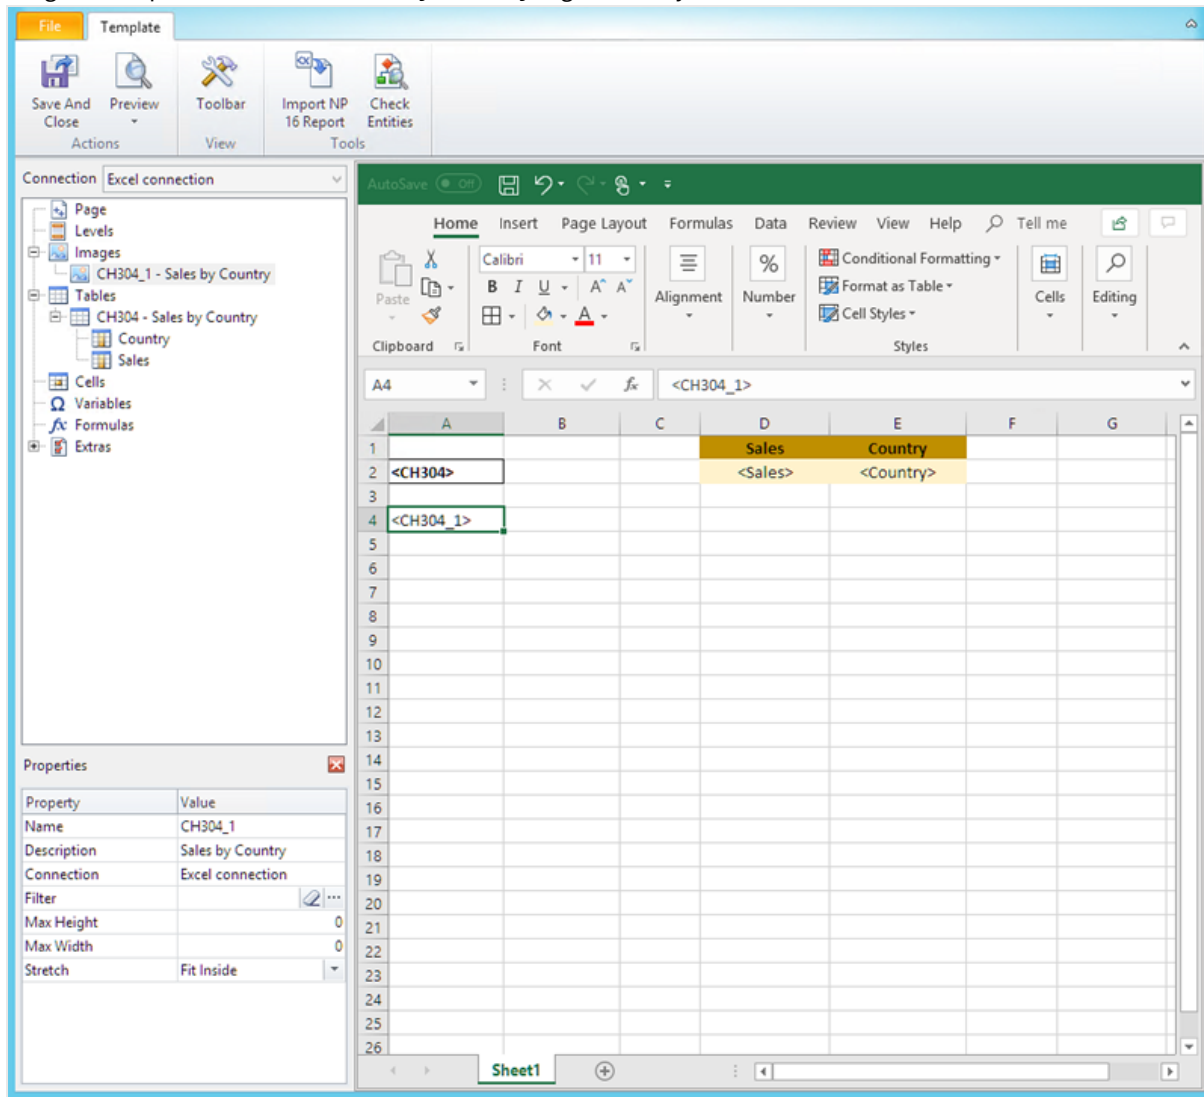 File Template
Save And Close Preview Toolbar Import NP 16 Report Check Entities
Actions View Tools
Connection Excel connection
Page
Levels
Images
CH304_1 - Sales by Country
Tables
CH304 - Sales by Country
Country
Sales
Cells
Variables
Formulas
Extras
Properties
Property Value
Name CH304_1
Description Sales by Country
Connection Excel connection
Filter
Max Height 0
Max Width 0
Stretch Fit Inside
AutoSave Off
Home Insert Page Layout Formulas Data Review View Help Tell me
Paste
Calibri 11
B I U A A
A
Alignment
% Number
Conditional Formatting
Format as Table
Cell Styles
Cells
Editing
Clipboard Font Styles
A4 fx <CH304_1>
A B C D E F G
1 Sales Country
2 <CH304> <Sales> <Country>
3
4 <CH304_1>
5
6
7
8
9
10
11
12
13
14
15
16
17
18
19
20
21
22
23
24
25
26
Sheet1